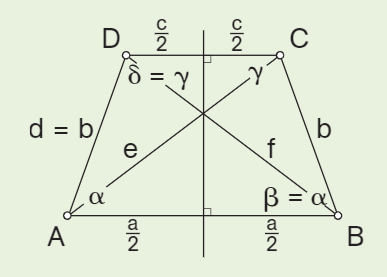 c/2 c/2
D C
δ = γ γ
d = b b
e f
α β = α
A B
a/2 a/2